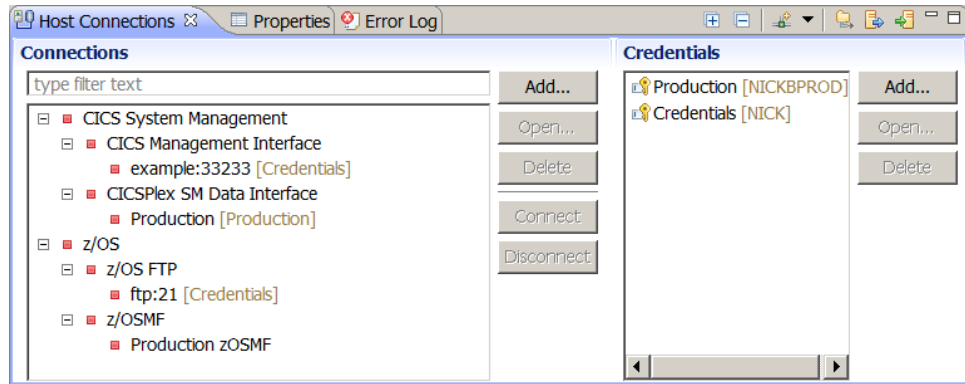 Host Connections Properties Error Log
Connections
type filter text
Add...
CICS System Management
Open...
CICS Management Interface
example:33233 [Credentials]
Delete
CICSPlex SM Data Interface
Production [Production]
Connect
z/OS
Disconnect
z/OS FTP
ftp:21 [Credentials]
z/OSMF
Production zOSMF
Credentials
Production [NICKBPROD]
Add...
Credentials [NICK]
Open...
Delete